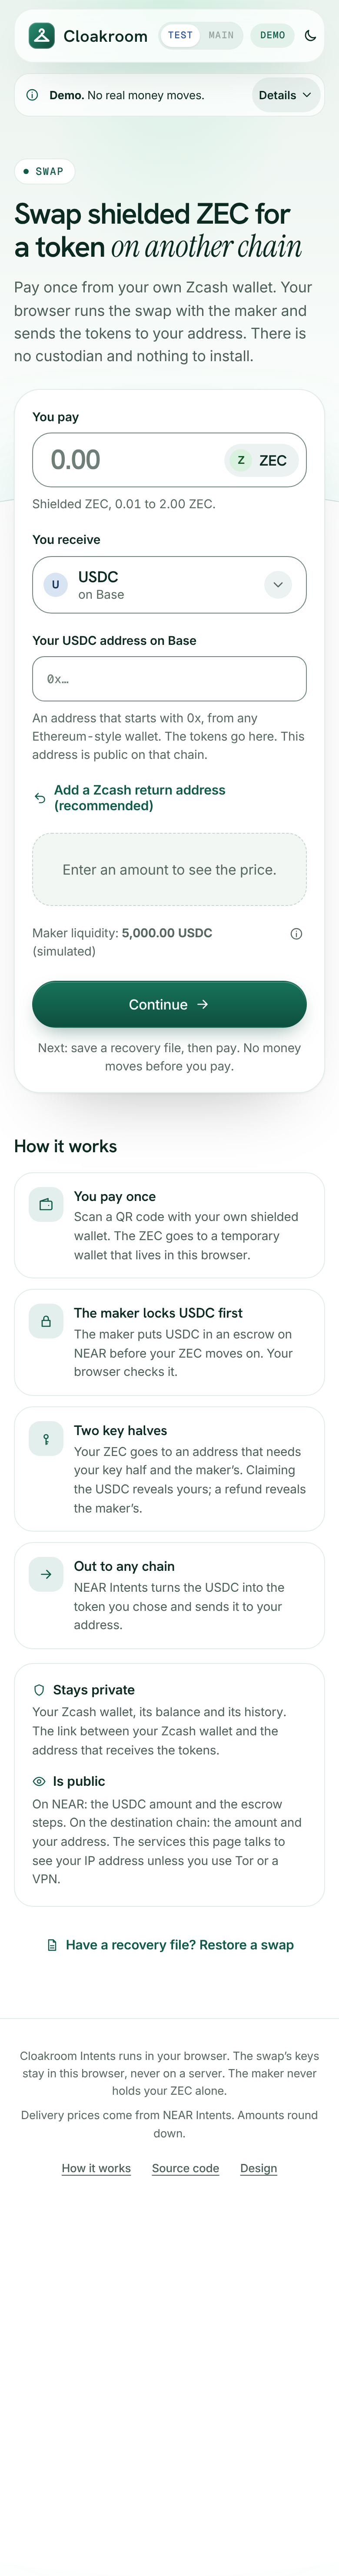 Cloakroom TEST MAIN DEMO
Demo. No real money moves. Details
SWAP
Swap shielded ZEC for
a token on another chain
Pay once from your own Zcash wallet. Your
browser runs the swap with the maker and
sends the tokens to your address. There is
no custodian and nothing to install.
You pay
0.00 Z ZEC
Shielded ZEC, 0.01 to 2.00 ZEC.
You receive
U USDC
on Base
Your USDC address on Base
0x…
An address that starts with 0x, from any
Ethereum-style wallet. The tokens go here. This
address is public on that chain.
Add a Zcash return address
(recommended)
Enter an amount to see the price.
Maker liquidity: 5,000.00 USDC
(simulated)
Continue →
Next: save a recovery file, then pay. No money
moves before you pay.
How it works
You pay once
Scan a QR code with your own shielded
wallet. The ZEC goes to a temporary
wallet that lives in this browser.
The maker locks USDC first
The maker puts USDC in an escrow on
NEAR before your ZEC moves on. Your
browser checks it.
Two key halves
Your ZEC goes to an address that needs
your key half and the maker’s. Claiming
the USDC reveals yours; a refund reveals
the maker’s.
Out to any chain
NEAR Intents turns the USDC into the
token you chose and sends it to your
address.
Stays private
Your Zcash wallet, its balance and its history.
The link between your Zcash wallet and the
address that receives the tokens.
Is public
On NEAR: the USDC amount and the escrow
steps. On the destination chain: the amount and
your address. The services this page talks to
see your IP address unless you use Tor or a
VPN.
Have a recovery file? Restore a swap
Cloakroom Intents runs in your browser. The swap’s keys
stay in this browser, never on a server. The maker never
holds your ZEC alone.
Delivery prices come from NEAR Intents. Amounts round
down.
How it works Source code Design